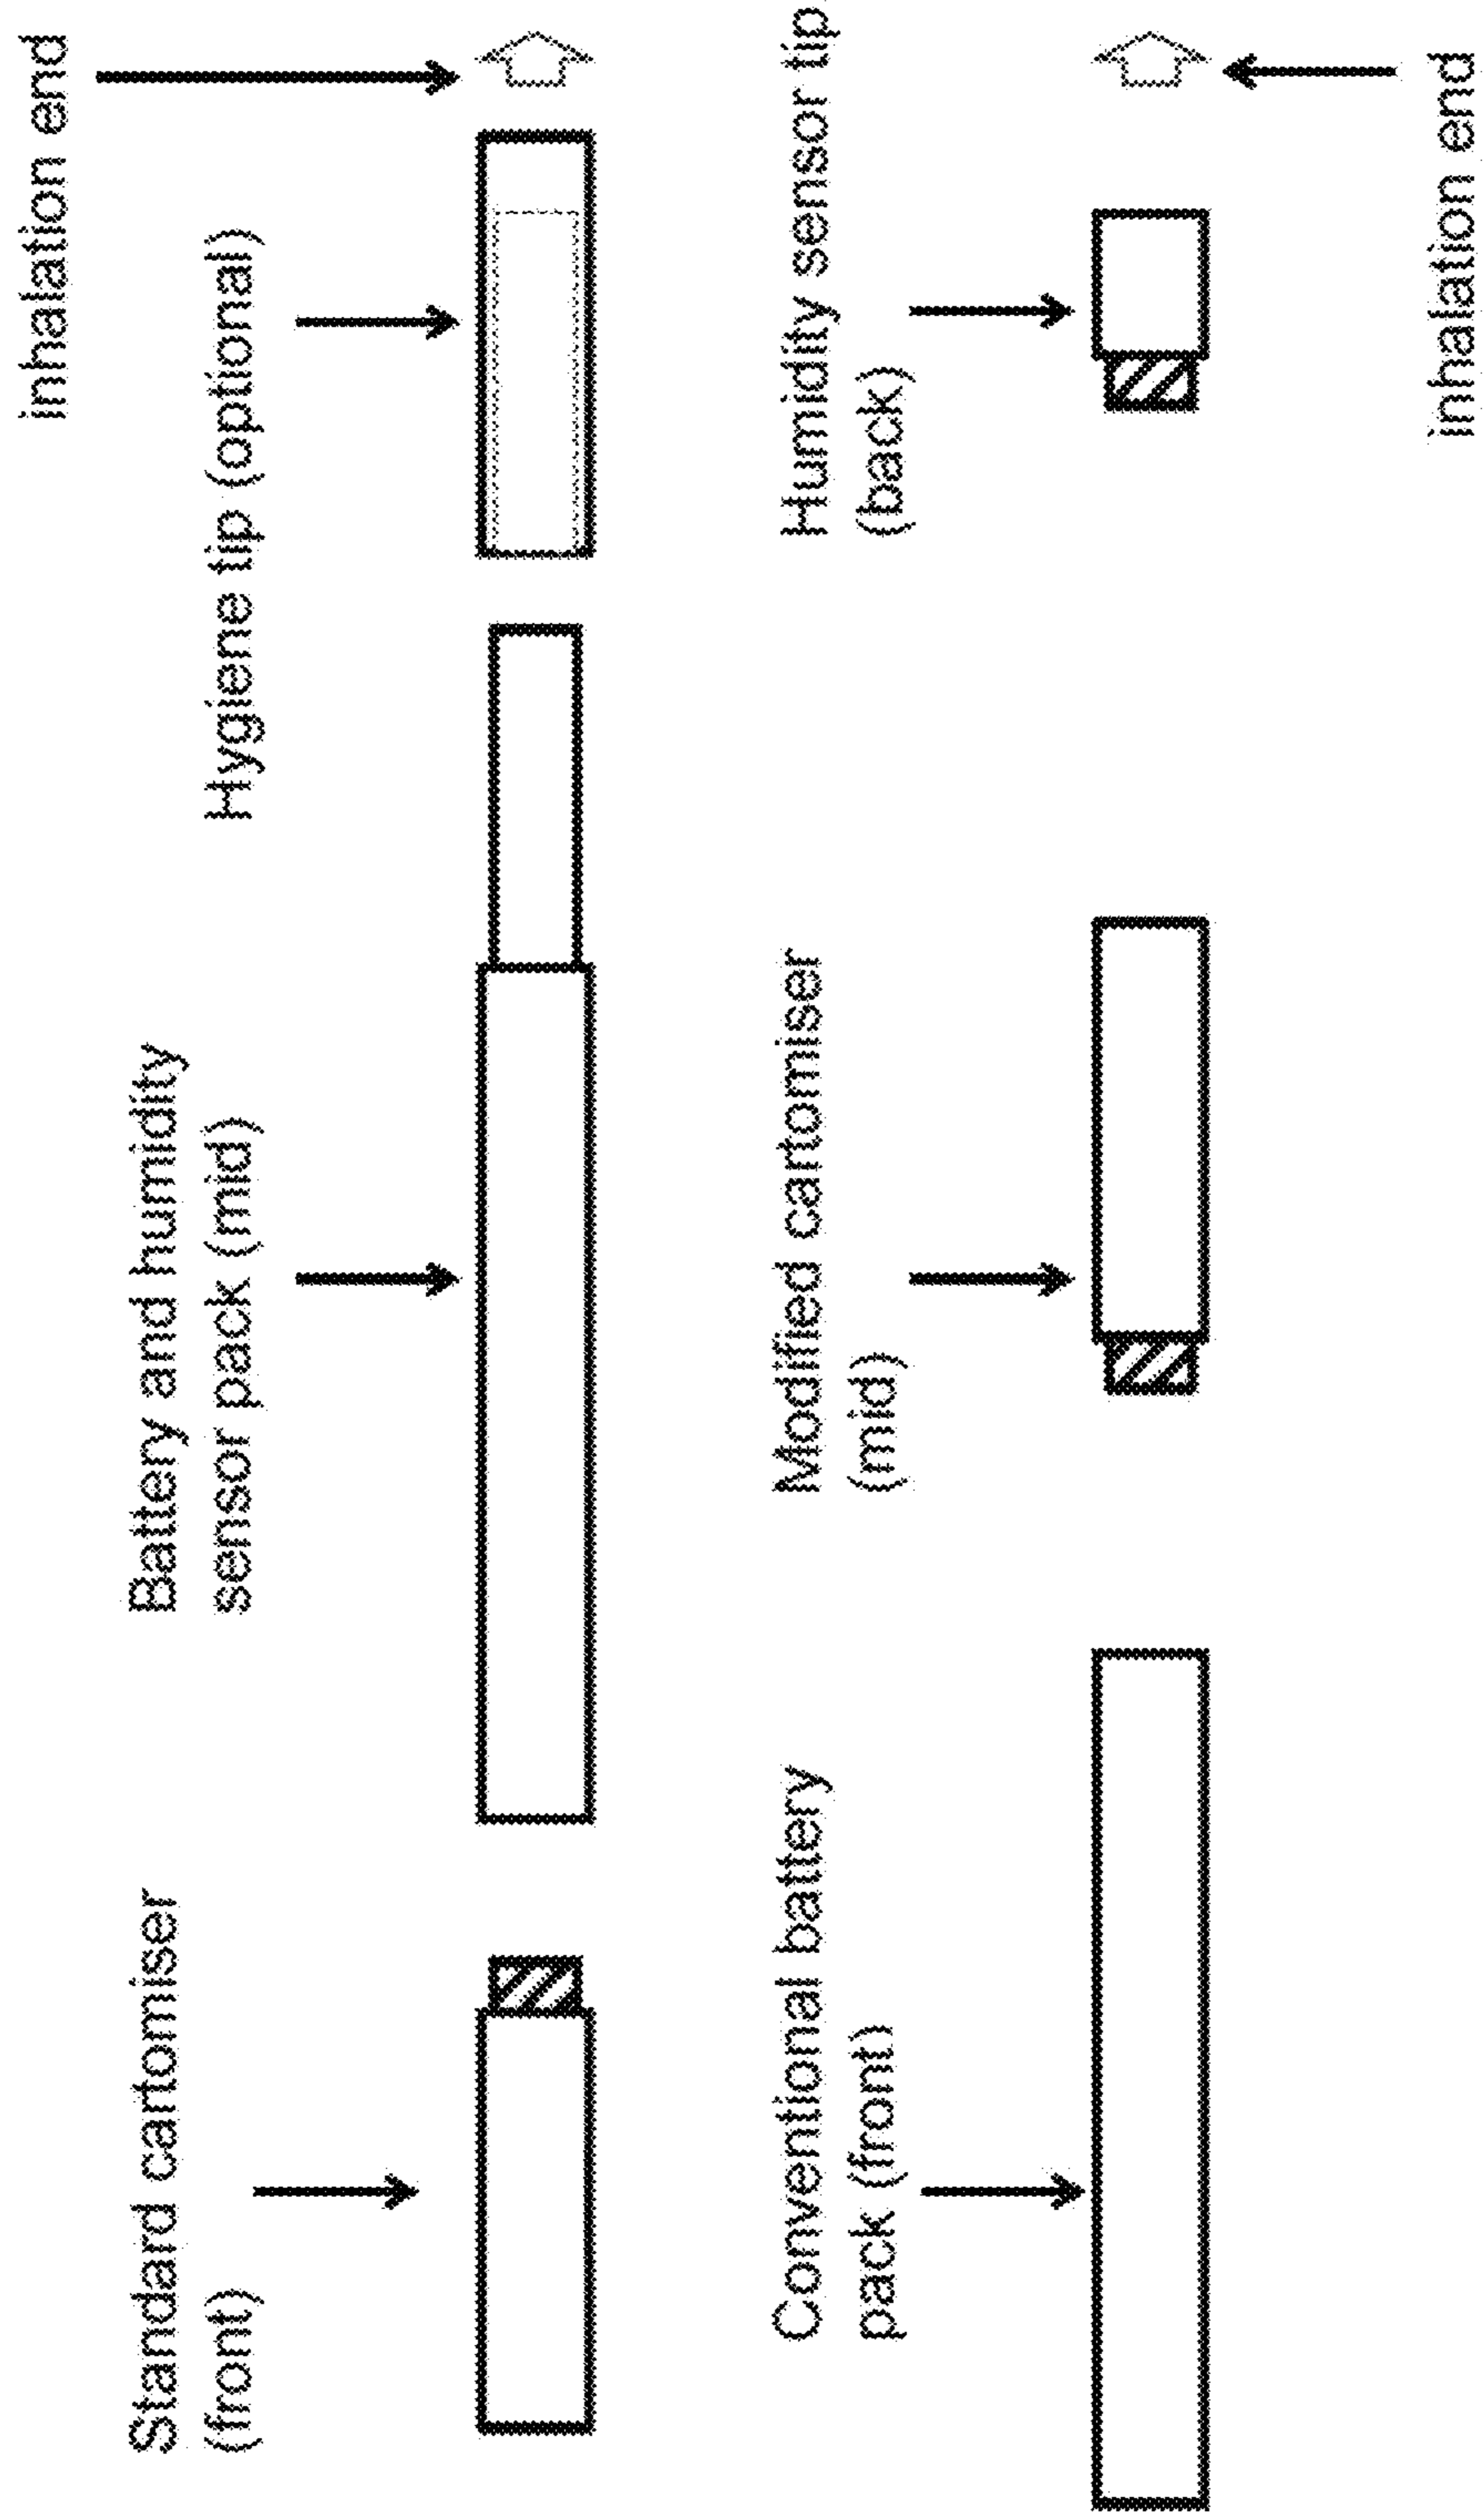 inhalation end
Standard cartomiser
(front)
Battery and humidity
sensor pack (mid)
Hygiene tip (optional)
Conventional battery
pack (front)
Modified cartomiser
(mid)
Humidity sensor tip
(back)
inhalation end